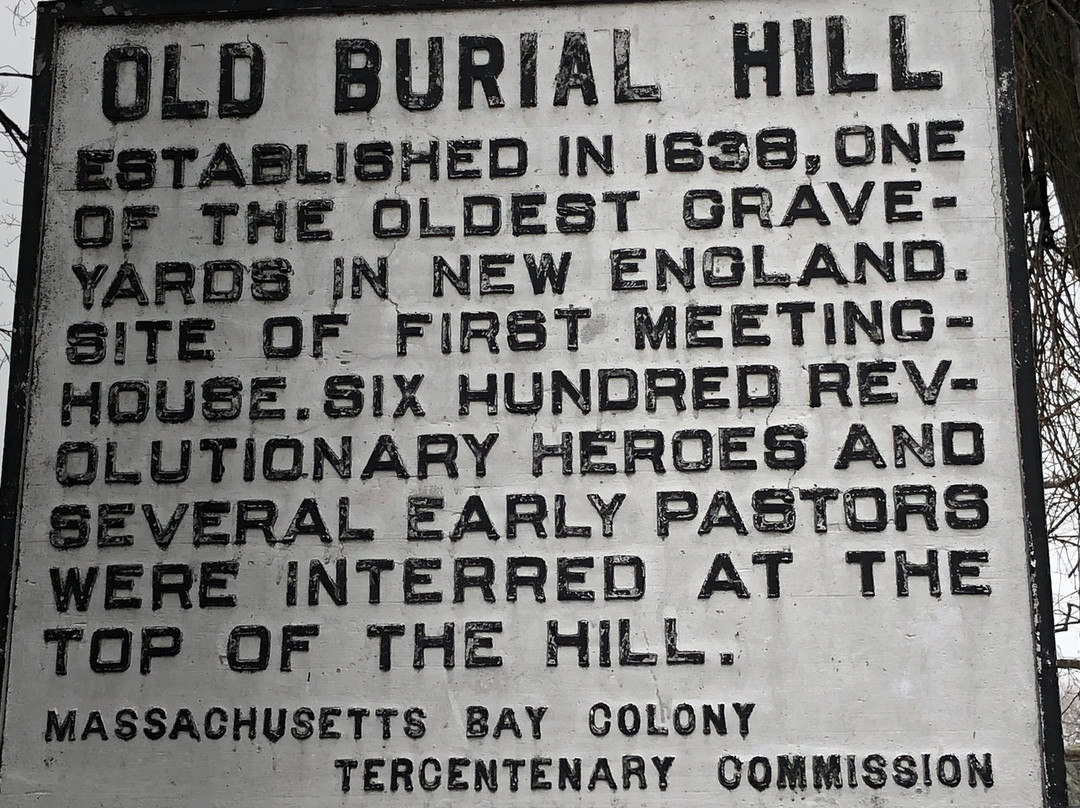 OLD BURIAL HILL
ESTABLISHED IN 1638, ONE
OF THE OLDEST GRAVE-
YARDS IN NEW ENGLAND.
SITE OF FIRST MEETING-
HOUSE. SIX HUNDRED REV-
OLUTIONARY HEROES AND
SEVERAL EARLY PASTORS
WERE INTERRED AT THE
TOP OF THE HILL.
MASSACHUSETTS BAY COLONY
TERCENTENARY COMMISSION